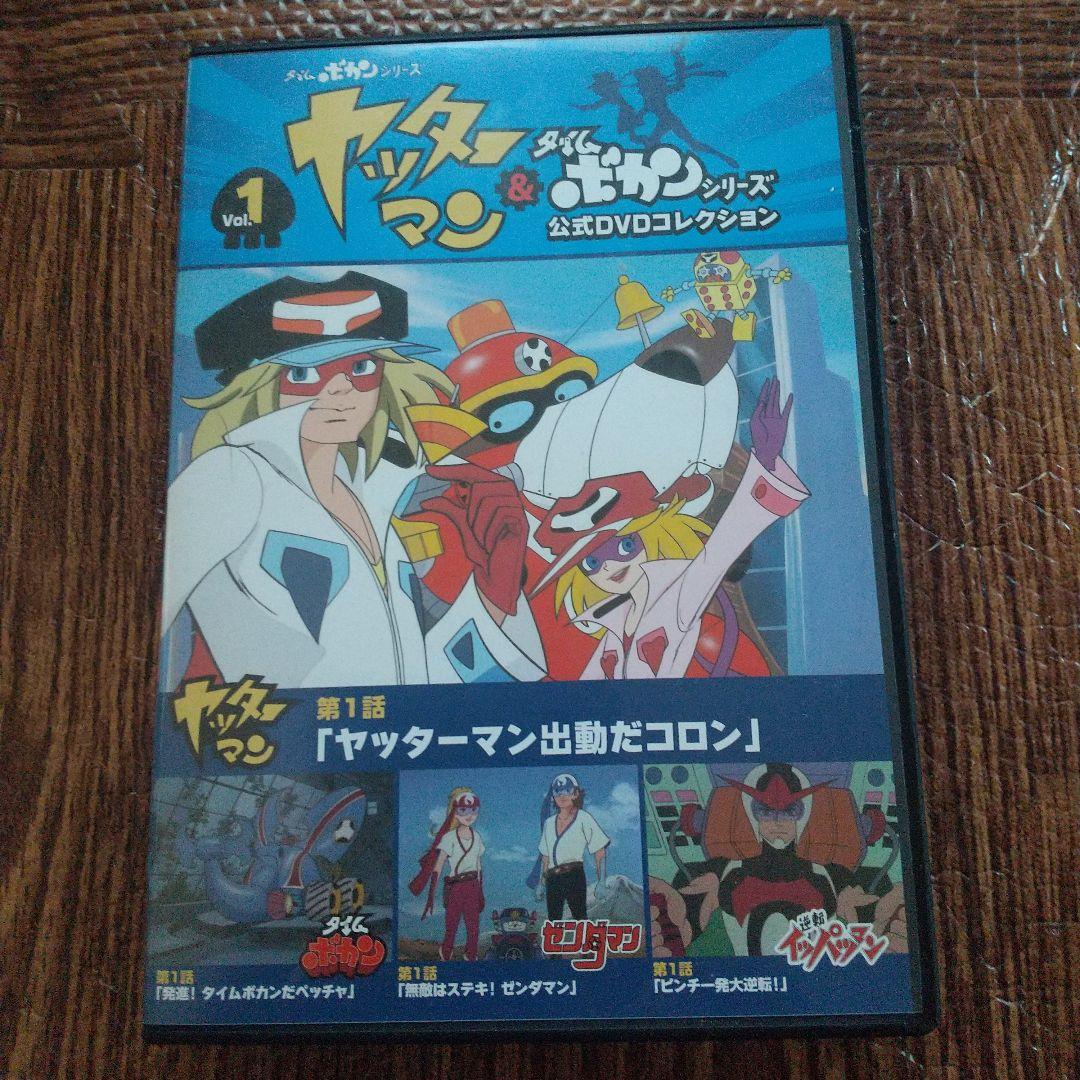 タイムボカンシリーズ
ヤッターマン
&
タイムボカンシリーズ
公式DVDコレクション
Vol.1
ヤッターマン
第1話
「ヤッターマン出動だコロン」
タイムボカン
第1話
「発進!タイムボカンだペッチャ」
ゼンダマン
第1話
「無敵はステキ!ゼンダマン」
逆転イッパツマン
第1話
「ピンチ一発大逆転!」